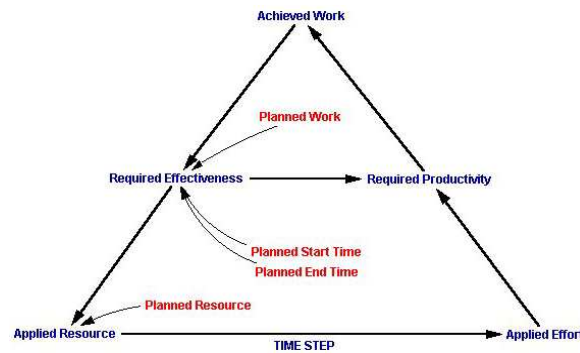 Achieved Work
Planned Work
Required Effectiveness
Required Productivity
Planned Start Time
Planned End Time
Planned Resource
Applied Resource
Applied Effort
TIME STEP